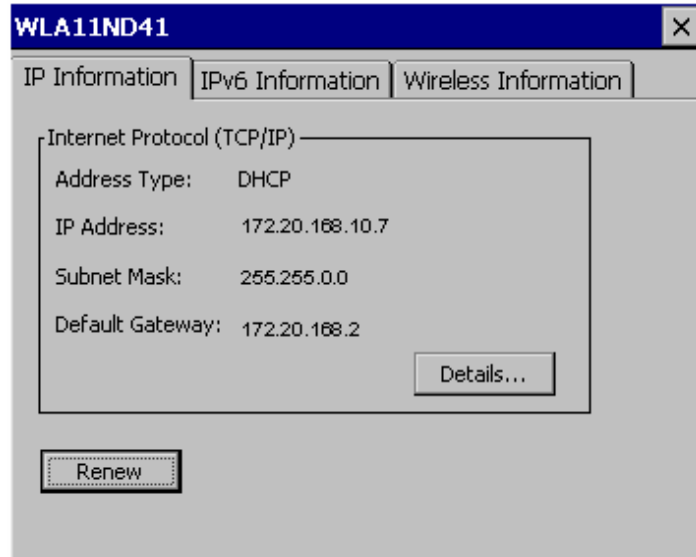 WLA11ND41
IP Information IPv6 Information Wireless Information
Internet Protocol (TCP/IP)
Address Type: DHCP
IP Address: 172.20.168.10.7
Subnet Mask: 255.255.0.0
Default Gateway: 172.20.168.2
Details...
Renew